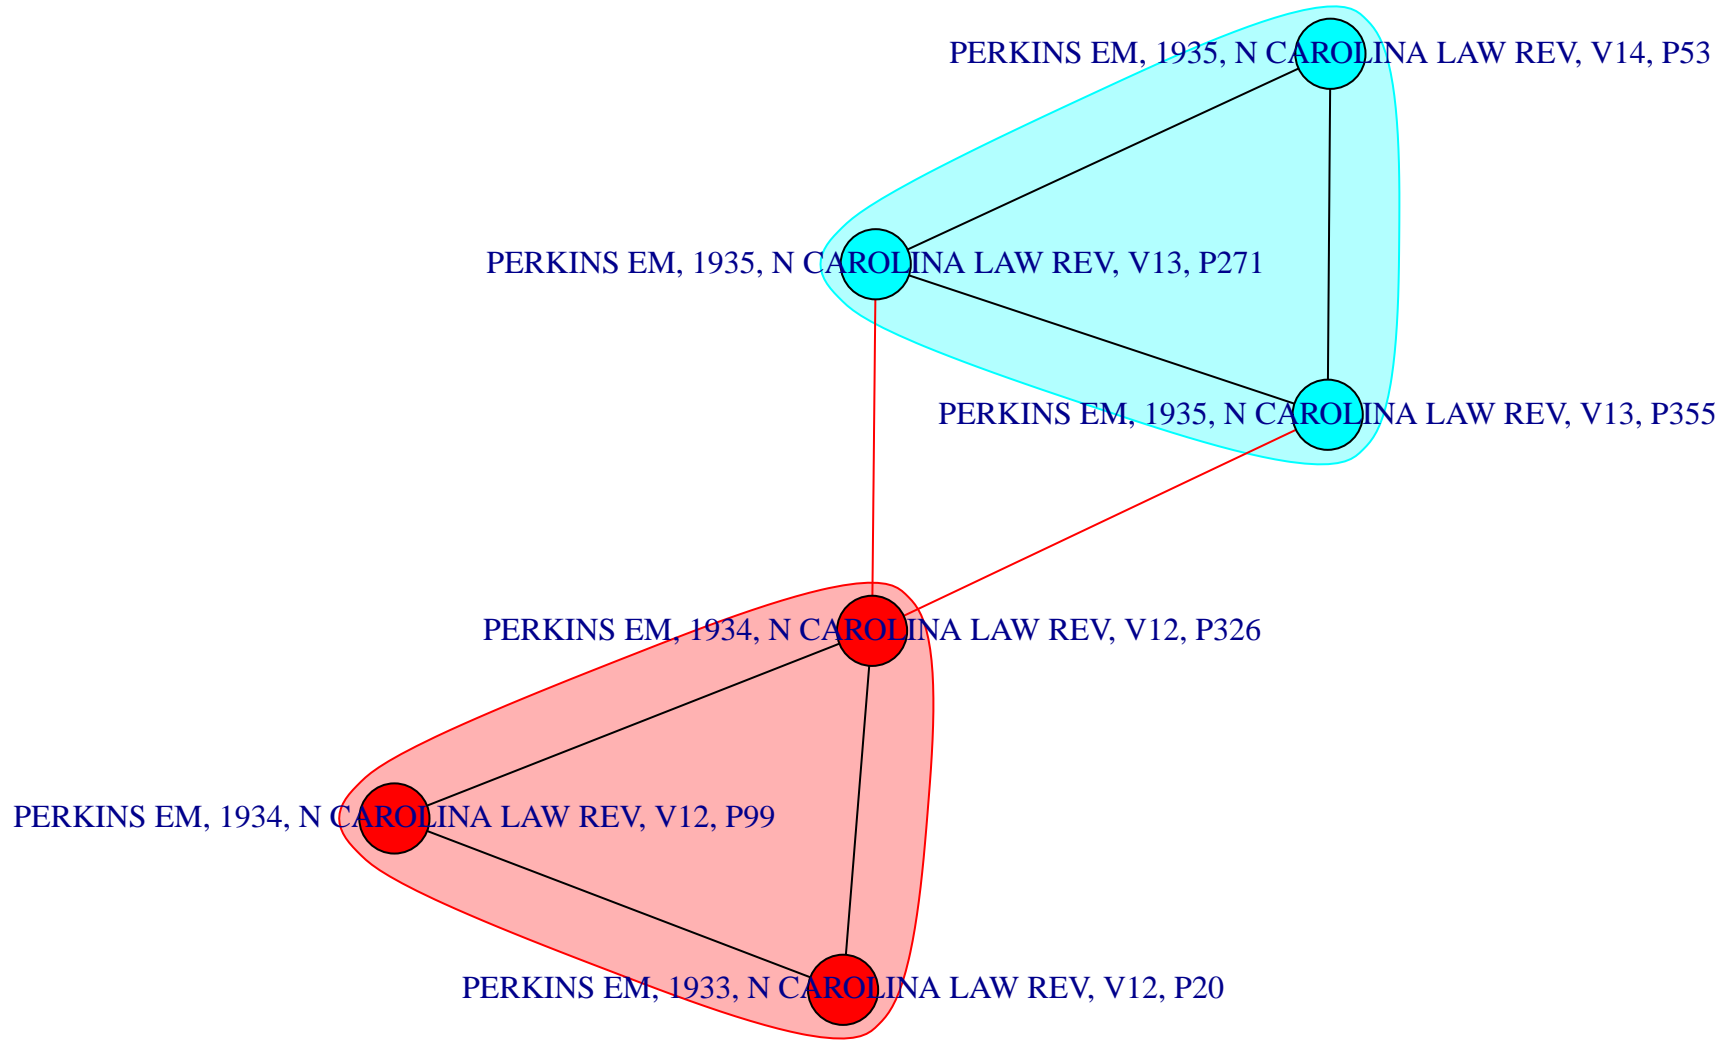 PERKINS EM, 1935, N CAROLINA LAW REV, V14, P53
PERKINS EM, 1935, N CAROLINA LAW REV, V13, P271
PERKINS EM, 1935, N CAROLINA LAW REV, V13, P355
PERKINS EM, 1934, N CAROLINA LAW REV, V12, P326
PERKINS EM, 1934, N CAROLINA LAW REV, V12, P99
PERKINS EM, 1933, N CAROLINA LAW REV, V12, P20